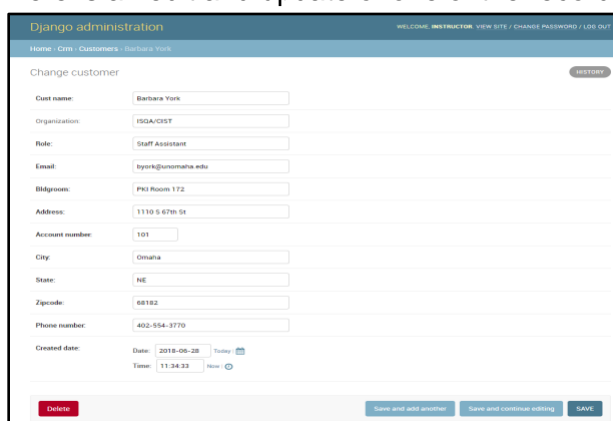 Django administration
WELCOME, INSTRUCTOR. VIEW SITE / CHANGE PASSWORD / LOG OUT
Home › Crm › Customers › Barbara York
Change customer
HISTORY
Cust name: Barbara York
Organization: ISQA/CIST
Role: Staff Assistant
Email: byork@unomaha.edu
Bldgroom: PKI Room 172
Address: 1110 S 67th St
Account number: 101
City: Omaha
State: NE
Zipcode: 68182
Phone number: 402-554-3770
Created date: Date: 2018-06-28 Today |
Time: 11:34:33 Now |
Delete Save and add another Save and continue editing SAVE